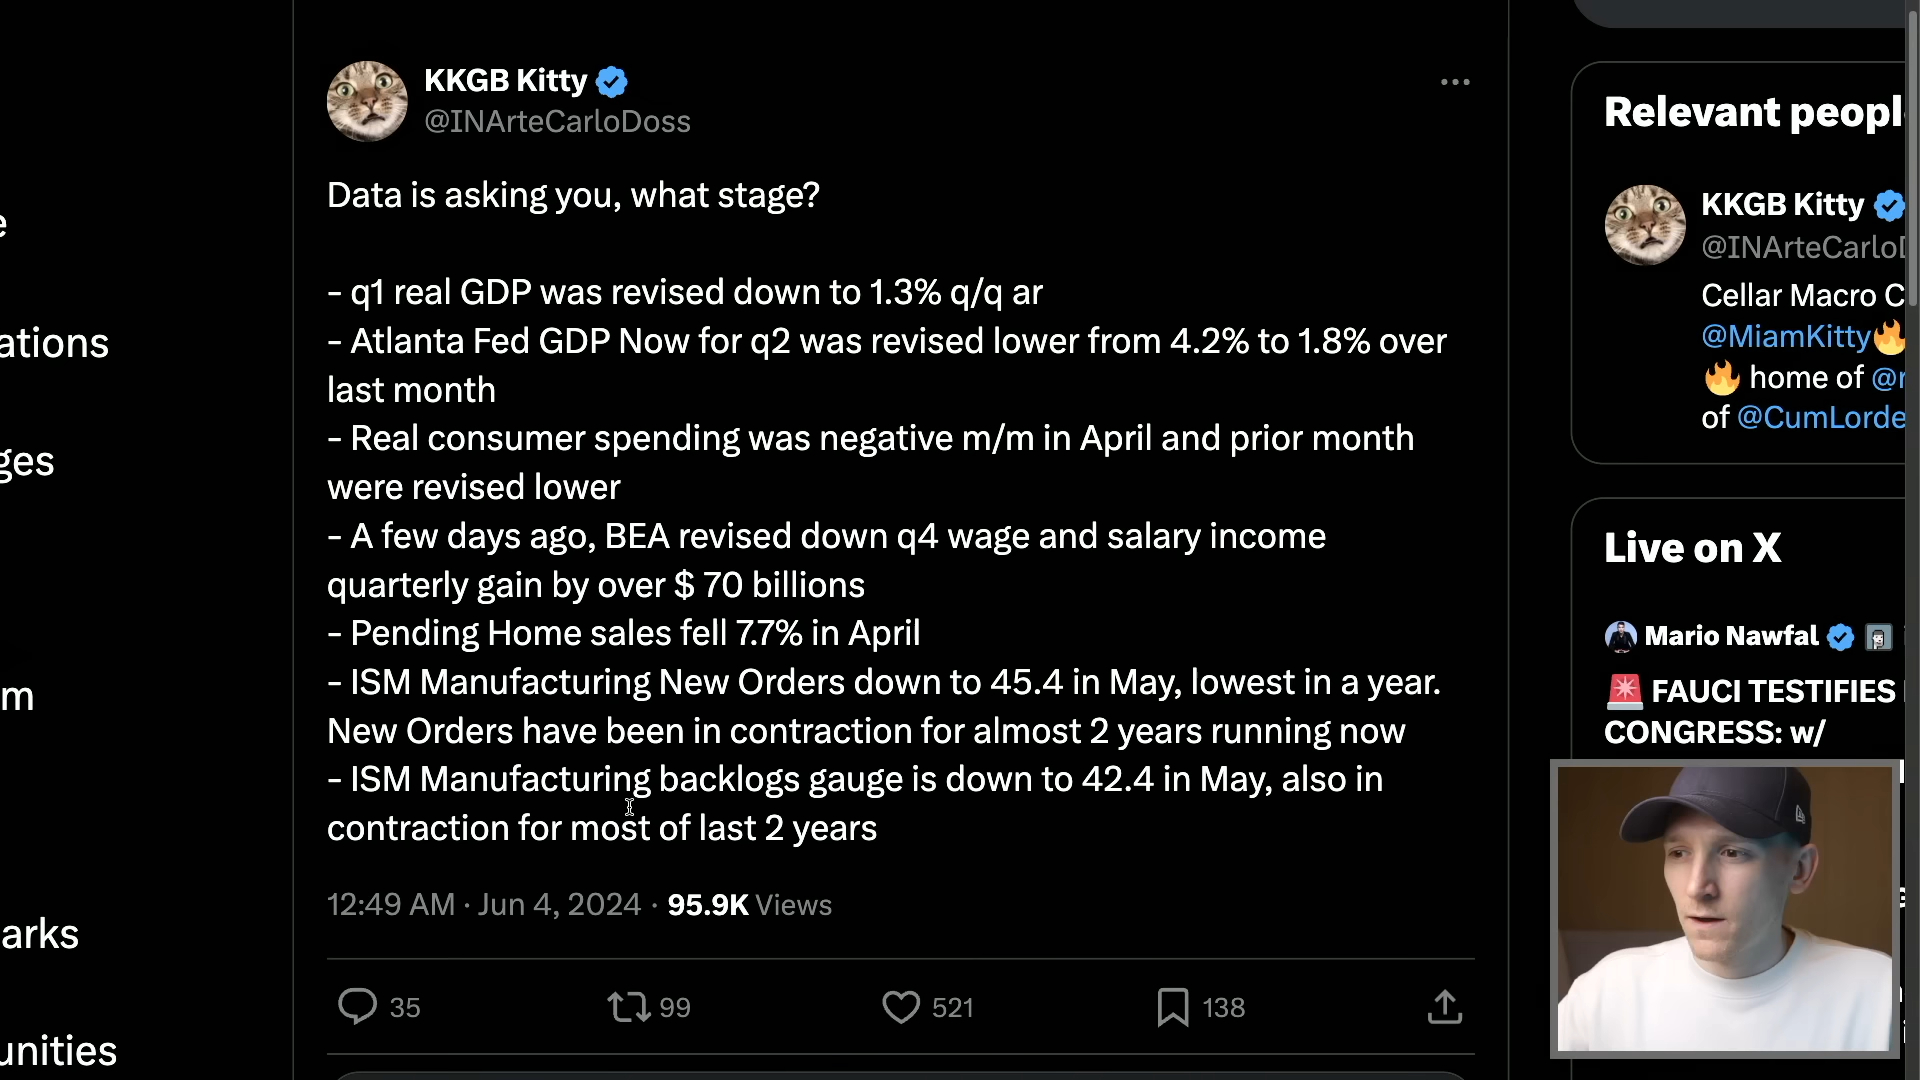 KKGB Kitty
@INArteCarloDoss
Data is asking you, what stage?
- q1 real GDP was revised down to 1.3% q/q ar
- Atlanta Fed GDP Now for q2 was revised lower from 4.2% to 1.8% over
last month
- Real consumer spending was negative m/m in April and prior month
were revised lower
- A few days ago, BEA revised down q4 wage and salary income
quarterly gain by over $ 70 billions
- Pending Home sales fell 7.7% in April
- ISM Manufacturing New Orders down to 45.4 in May, lowest in a year.
New Orders have been in contraction for almost 2 years running now
- ISM Manufacturing backlogs gauge is down to 42.4 in May, also in
contraction for most of last 2 years
12:49 AM · Jun 4, 2024 · 95.9K Views
35 99 521 138
e
ations
ges
m
arks
unities
Relevant peopl
KKGB Kitty
@INArteCarlo
Cellar Macro C
@MiamKitty🔥
🔥 home of @r
of @CumLorde
Live on X
Mario Nawfal
🚨 FAUCI TESTIFIES
CONGRESS: w/